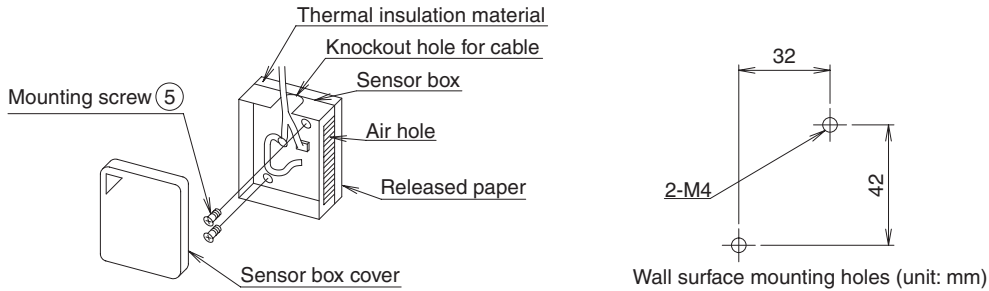 Thermal insulation material
Knockout hole for cable
Sensor box
Mounting screw ⑤
Air hole
Released paper
Sensor box cover
32
2-M4
42
Wall surface mounting holes (unit: mm)